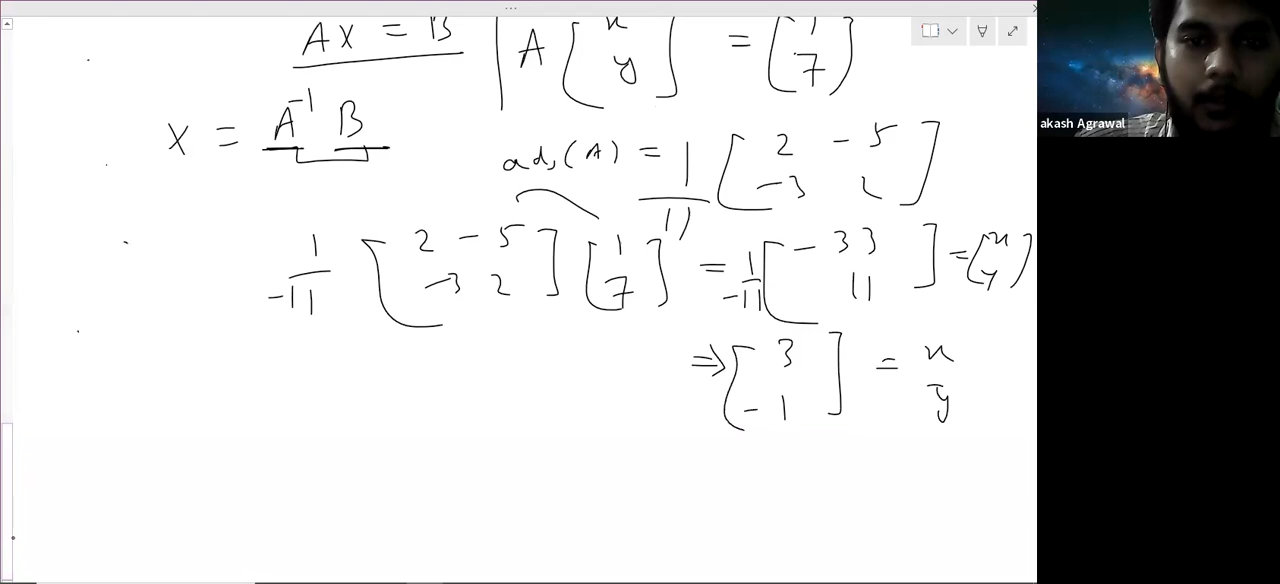 AX = B | A [x y] = [1 7]
X = A⁻¹ B
adj(A) = 1/11 [2 -5 -3 2]
1/-11 [2 -5 -3 2] [1 7] = 1/-11 [-33 11] = [x y]
⇒ [3 -1] = x y
akash Agrawal